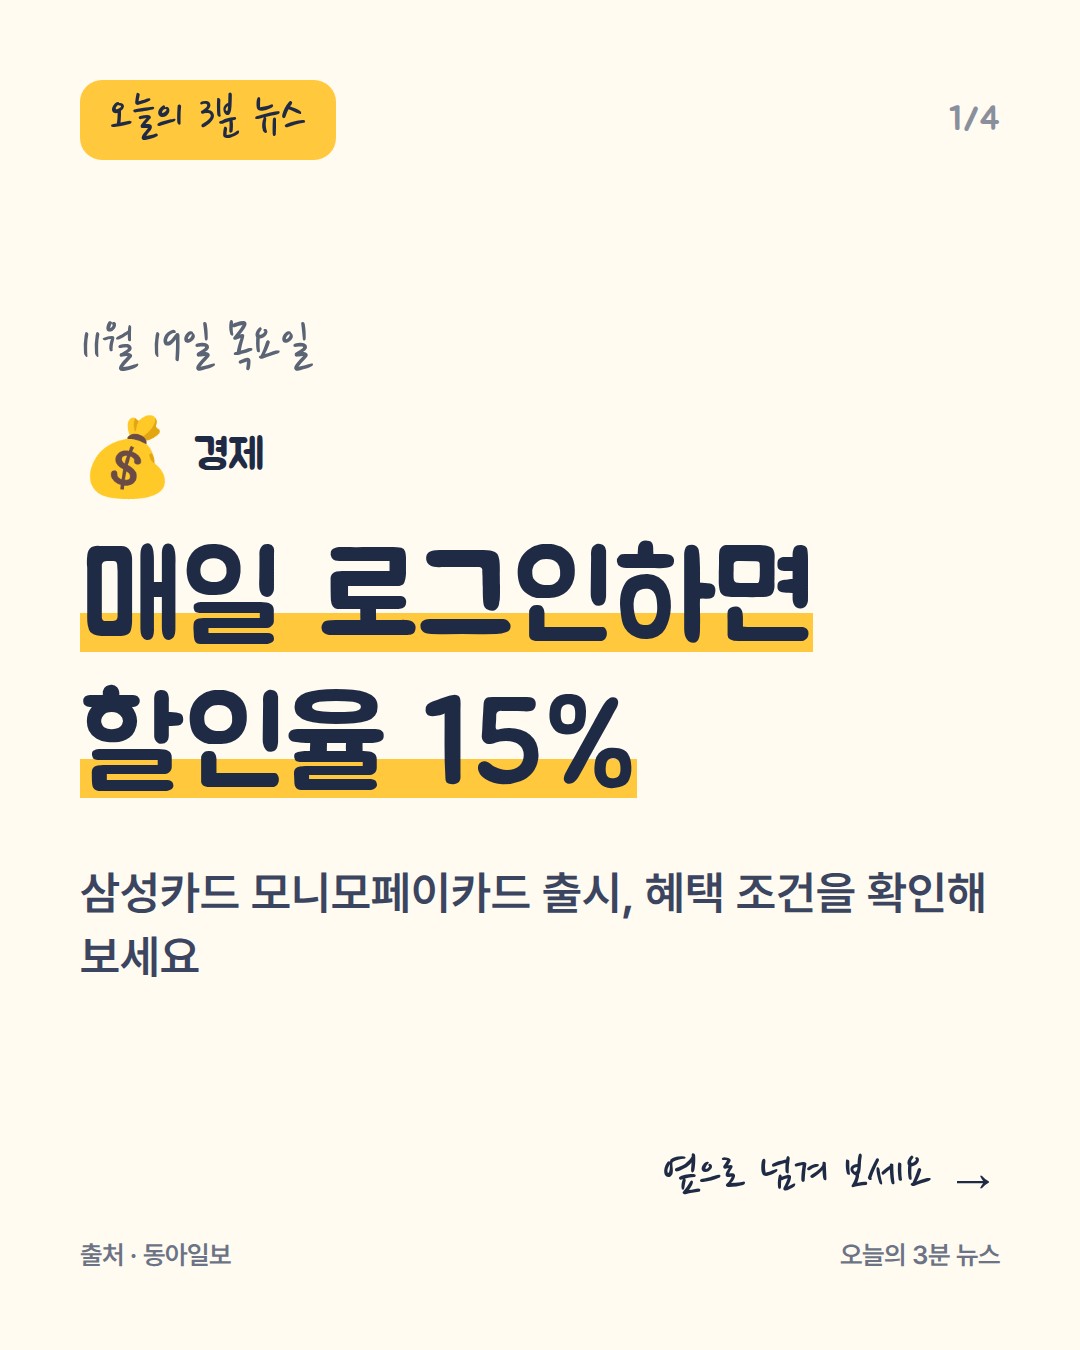 오늘의 3분 뉴스
1/4
11월 19일 목요일
경제
매일 로그인하면
할인율 15%
삼성카드 모니모페이카드 출시, 혜택 조건을 확인해
보세요
옆으로 넘겨 보세요 →
출처 · 동아일보
오늘의 3분 뉴스